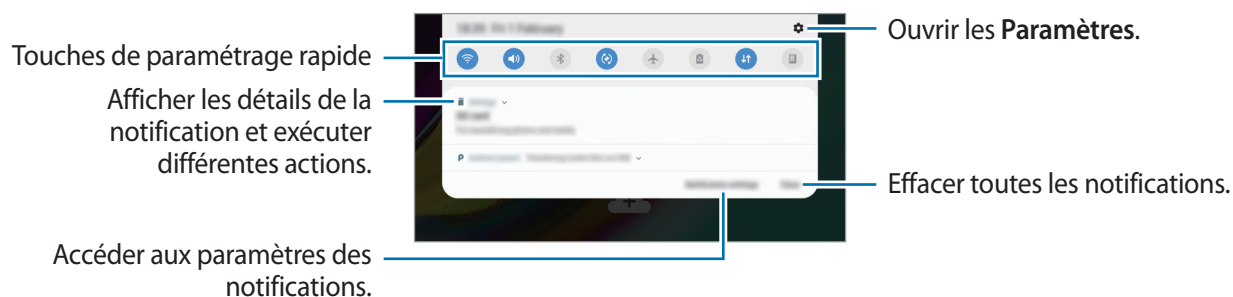 Ouvrir les Paramètres.
Touches de paramétrage rapide
Afficher les détails de la
notification et exécuter
différentes actions.
Effacer toutes les notifications.
Accéder aux paramètres des
notifications.